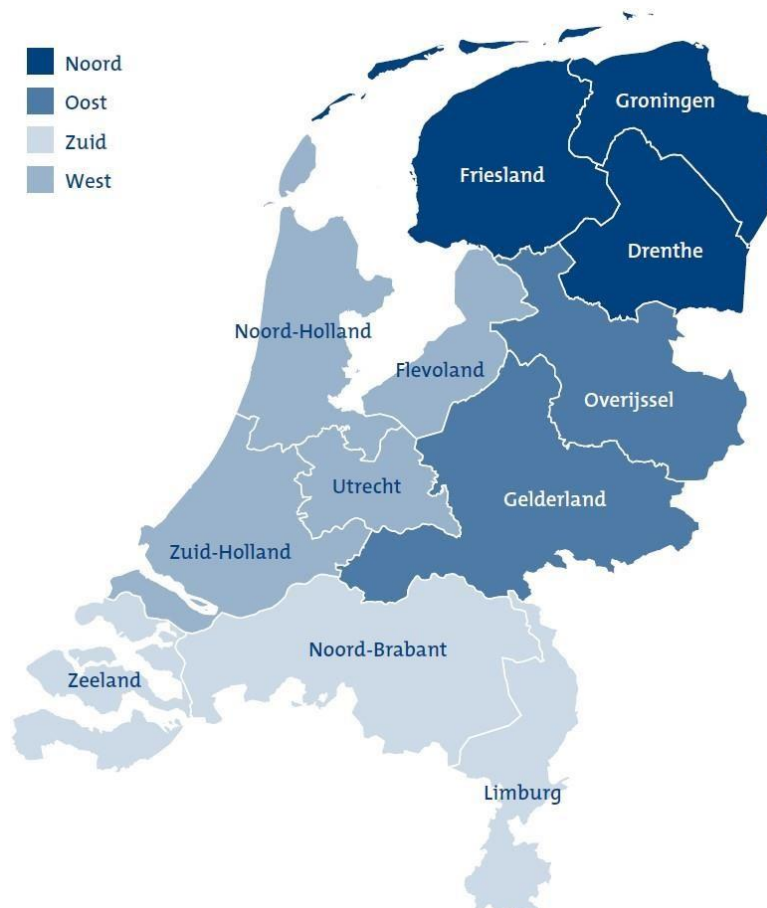 Noord
Oost
Zuid
West
Groningen
Friesland
Drenthe
Noord-Holland
Flevoland
Overijssel
Utrecht
Gelderland
Zuid-Holland
Noord-Brabant
Zeeland
Limburg